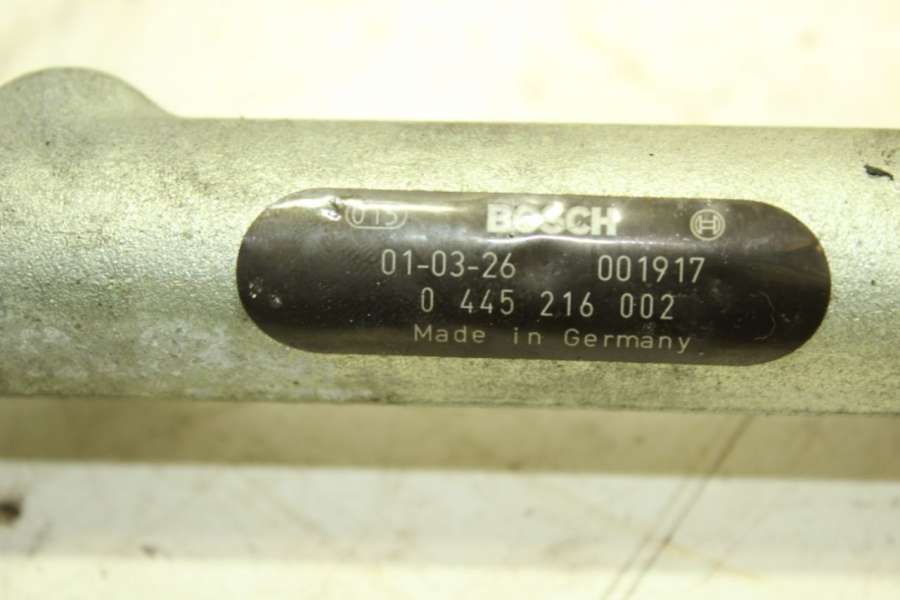 015 BOSCH
01-03-26 001917
0 445 216 002
Made in Germany